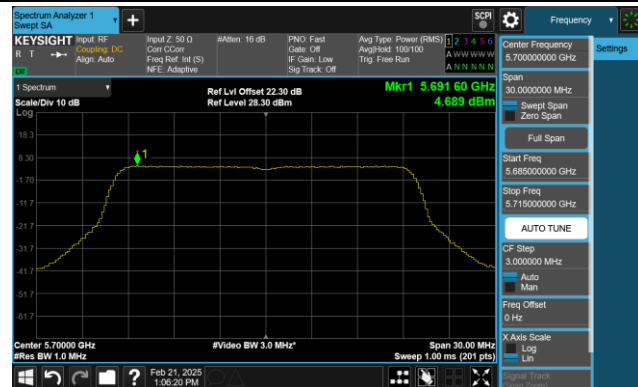 Spectrum Analyzer 1
Swept SA
SCPI
Frequency
KEYSIGHT
R T
LU
Input: RF
Coupling: DC
Align: Auto
Input Z: 50 Ω
Corr CCorr
Freq Ref: Int (S)
NFE: Adaptive
#Atten: 16 dB
PNO: Fast
Gate: Off
IF Gain: Low
Sig Track: Off
Avg Type: Power (RMS)
Avg|Hold: 100/100
Trig: Free Run
1 2 3 4 5 6
A W W W W W
A N N N N N
1 Spectrum
Scale/Div 10 dB
Log
Ref Lvl Offset 22.30 dB
Ref Level 28.30 dBm
Mkr1 5.691 60 GHz
4.689 dBm
18.3
8.30
-1.70
-11.7
-21.7
-31.7
-41.7
-51.7
-61.7
1
Center 5.70000 GHz
#Res BW 1.0 MHz
#Video BW 3.0 MHz*
Span 30.00 MHz
Sweep 1.00 ms (201 pts)
Feb 21, 2025
1:06:20 PM
Center Frequency
5.700000000 GHz
Settings
Span
30.0000000 MHz
Swept Span
Zero Span
Full Span
Start Freq
5.685000000 GHz
Stop Freq
5.715000000 GHz
AUTO TUNE
CF Step
3.000000 MHz
Auto
Man
Freq Offset
0 Hz
X Axis Scale
Log
Lin
Signal Track
(Span Zoom)